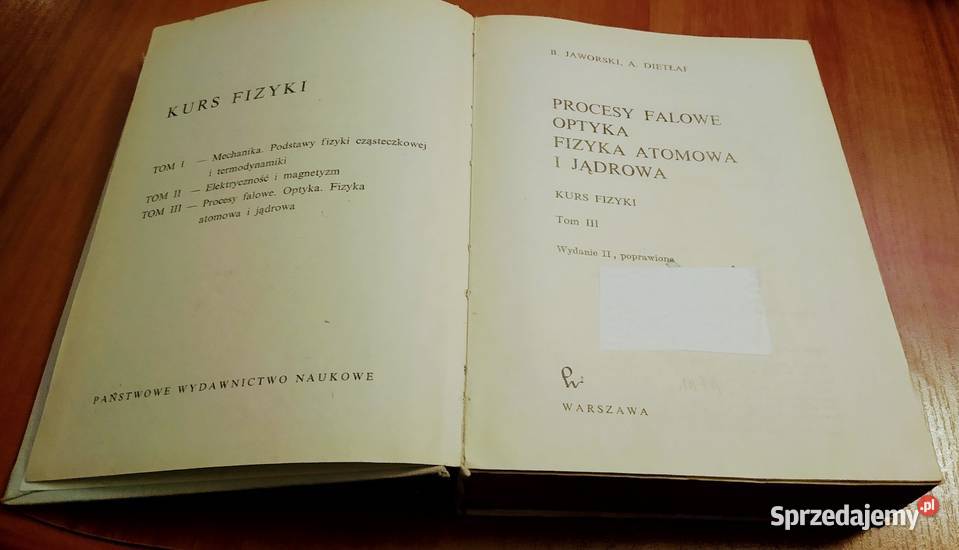 KURS FIZYKI
TOM I — Mechanika. Podstawy fizyki cząsteczkowej
i termodynamiki
TOM II — Elektryczność i magnetyzm
TOM III — Procesy falowe. Optyka. Fizyka
atomowa i jądrowa
PAŃSTWOWE WYDAWNICTWO NAUKOWE
B. JAWORSKI, A. DIETŁAF
PROCESY FALOWE
OPTYKA
FIZYKA ATOMOWA
I JĄDROWA
KURS FIZYKI
Tom III
Wydanie II, poprawione
WARSZAWA
Sprzedajemy.pl